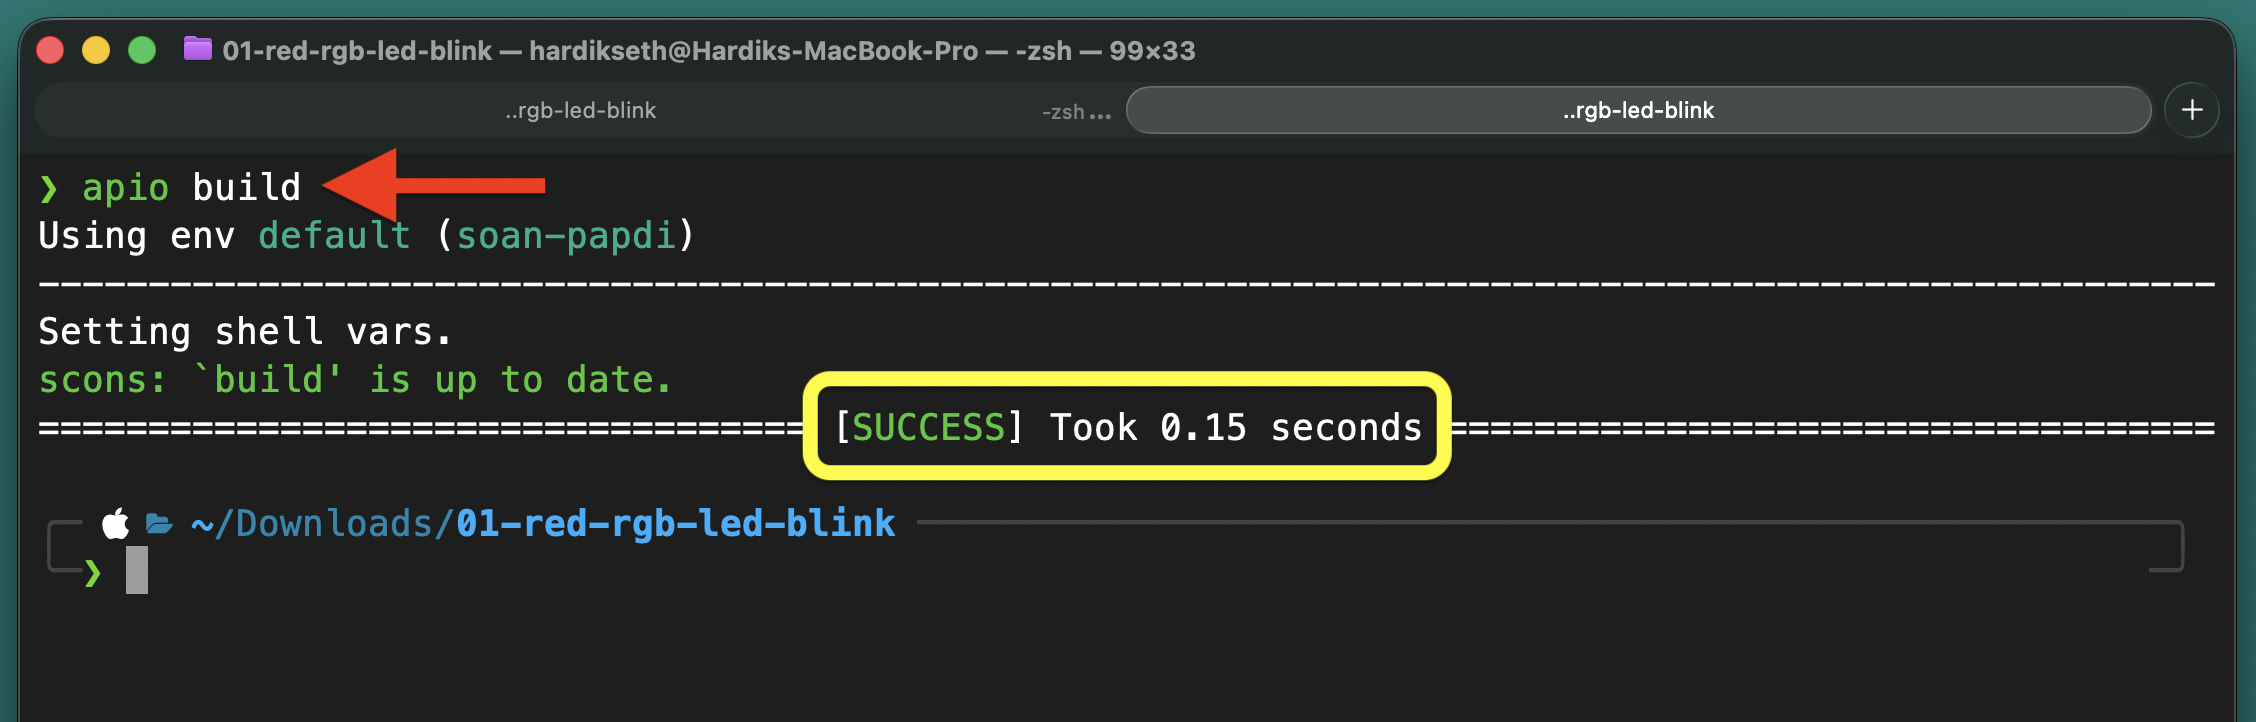 01-red-rgb-led-blink — hardikseth@Hardiks-MacBook-Pro — -zsh — 99×33
..rgb-led-blink -zsh ... ..rgb-led-blink +
❯ apio build
Using env default (soan-papdi)
---------------------------------------------------------------------------------------------------
Setting shell vars.
scons: `build' is up to date.
=================================== [SUCCESS] Took 0.15 seconds ===================================
~/Downloads/01-red-rgb-led-blink
❯